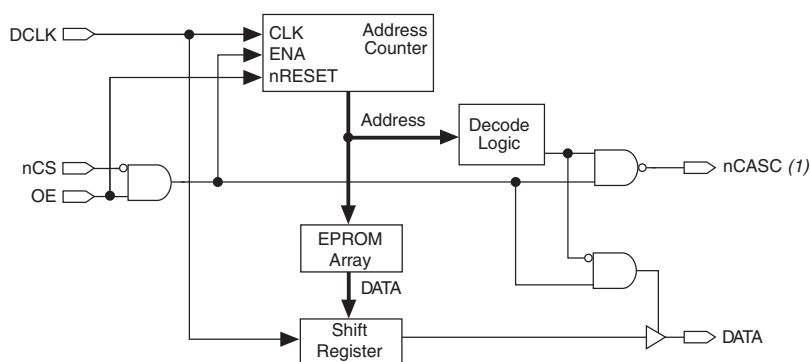 DCLK
CLK
ENA
nRESET
Address
Counter
Address
Decode
Logic
nCS
OE
nCASC (1)
EPROM
Array
DATA
Shift
Register
DATA